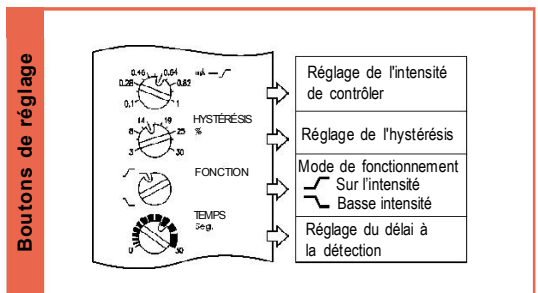 Boutons de réglage
0.46 0.64
0.28 0.82
0.1 1
mA
HYSTÉRÉSIS
%
14 19
8 25
3 30
FONCTION
TEMPS
Seg.
0 30
Réglage de l'intensité
de contrôler
Réglage de l'hystérésis
Mode de fonctionnement
Sur l'intensité
Basse intensité
Réglage du délai à
la détection